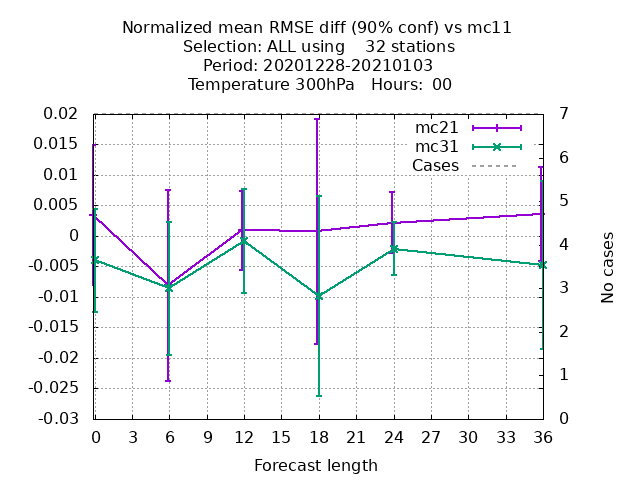 Normalized mean RMSE diff (90% conf) vs mc11
Selection: ALL using    32 stations
Period: 20201228-20210103
Temperature 300hPa   Hours:  00
0.02
0.015
0.01
0.005
0
-0.005
-0.01
-0.015
-0.02
-0.025
-0.03
mc21
mc31
Cases
7
6
5
4
3
2
1
0
No cases
0 3 6 9 12 15 18 21 24 27 30 33 36
Forecast length